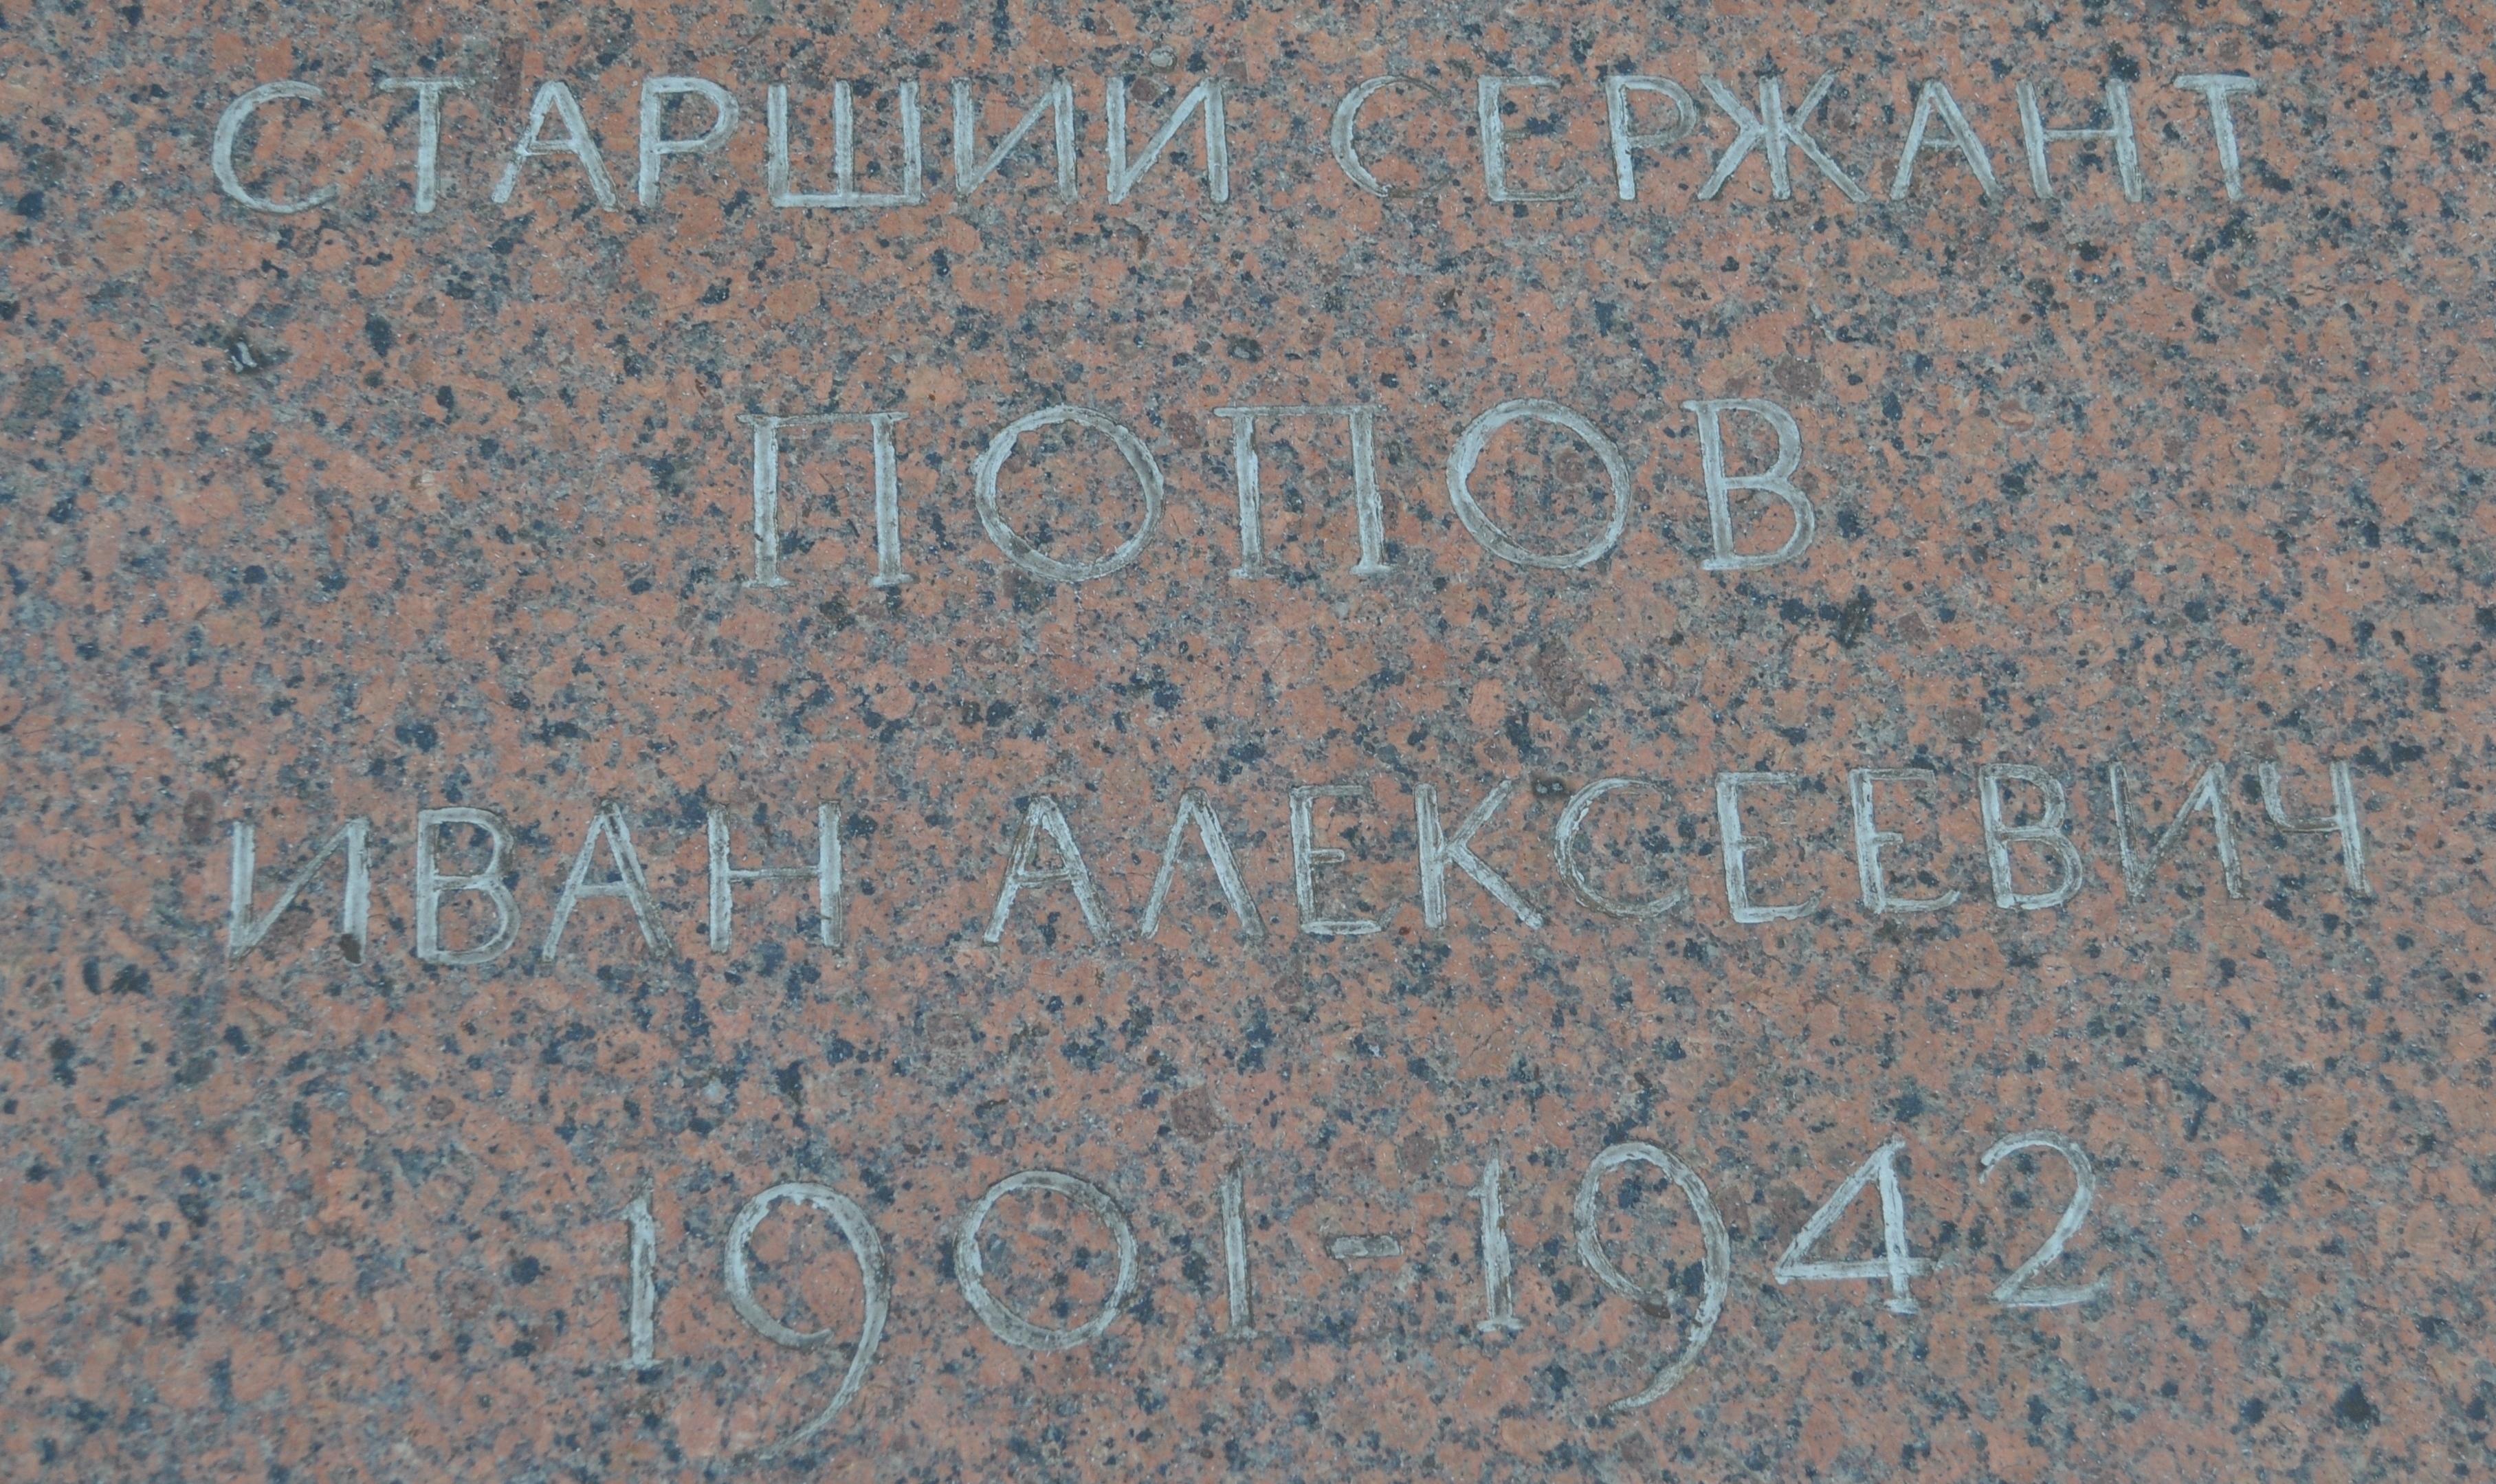 СТАРШИЙ СЕРЖАНТ
ПОПОВ
ИВАН АЛЕКСЕЕВИЧ
1901-1942